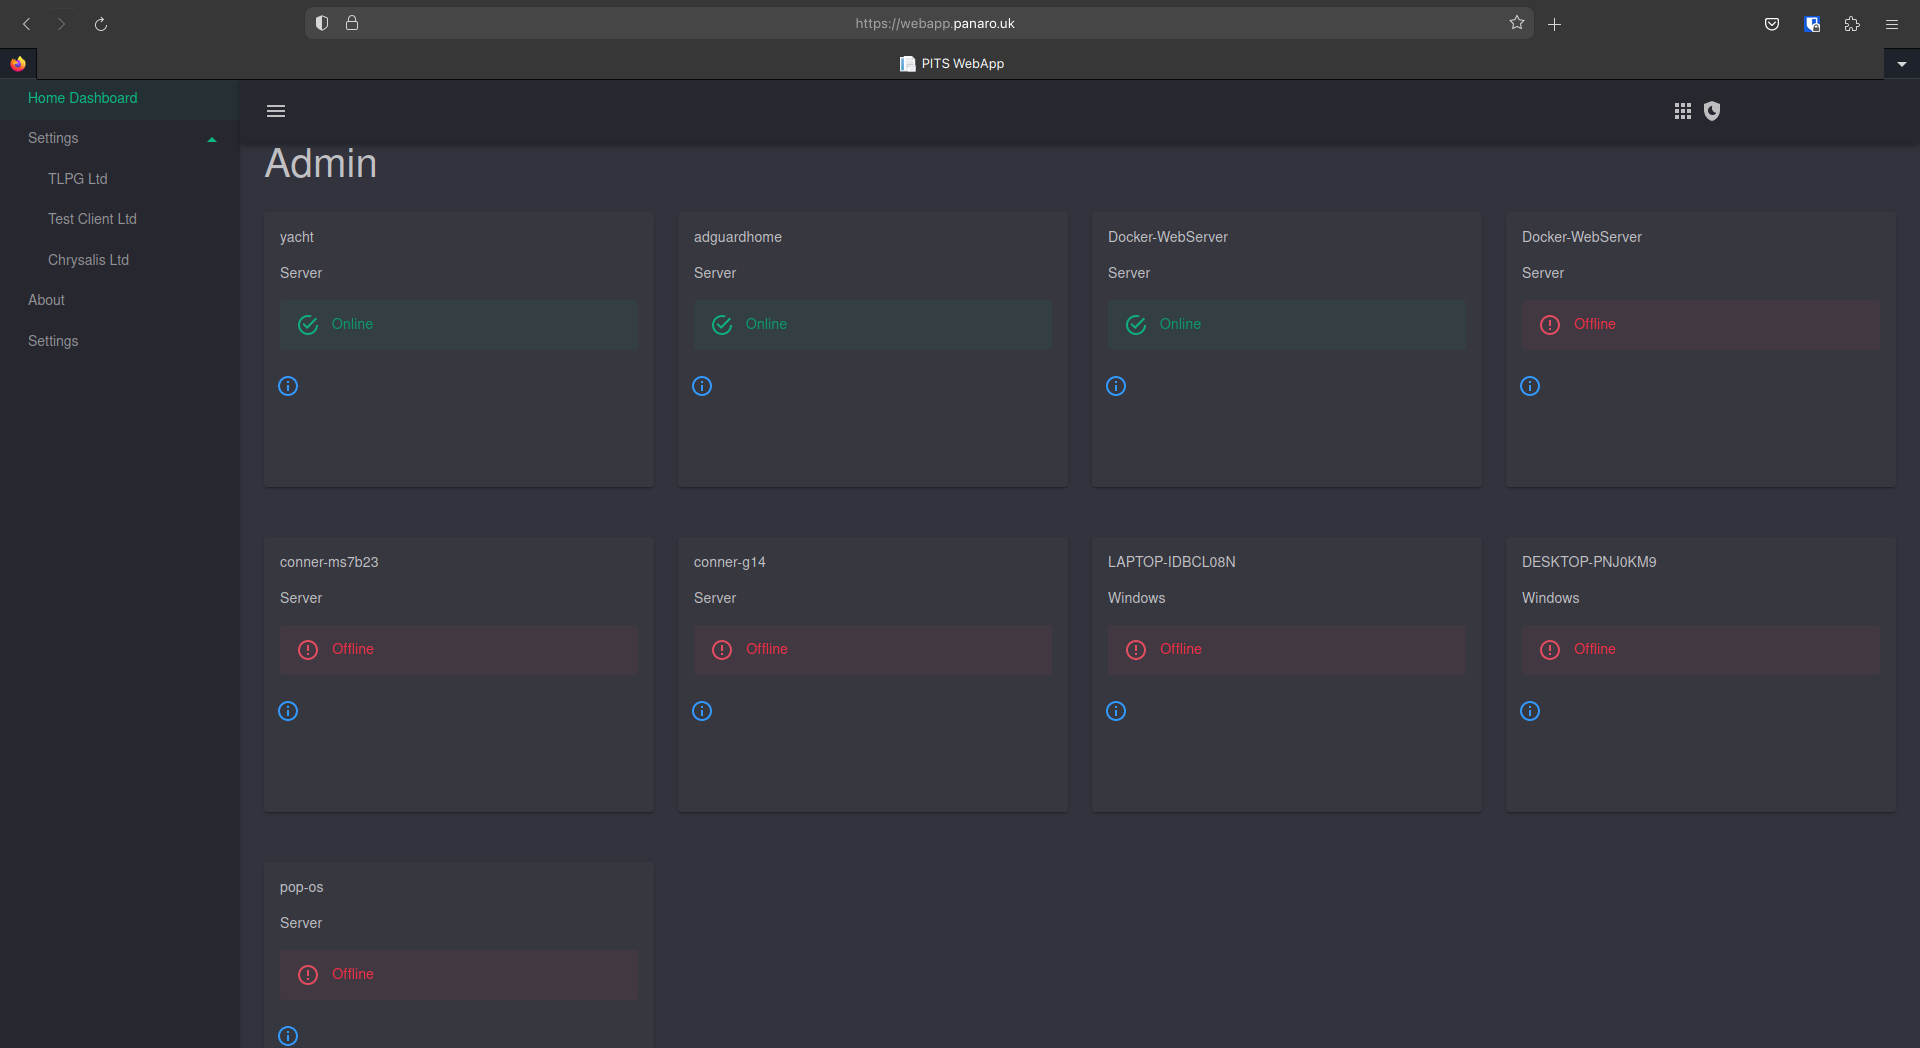 https://webapp.panaro.uk
PITS WebApp
Home Dashboard
Settings
TLPG Ltd
Test Client Ltd
Chrysalis Ltd
About
Settings
Admin
yacht
Server
Online
adguardhome
Server
Online
Docker-WebServer
Server
Online
Docker-WebServer
Server
Offline
conner-ms7b23
Server
Offline
conner-g14
Server
Offline
LAPTOP-IDBCL08N
Windows
Offline
DESKTOP-PNJ0KM9
Windows
Offline
pop-os
Server
Offline